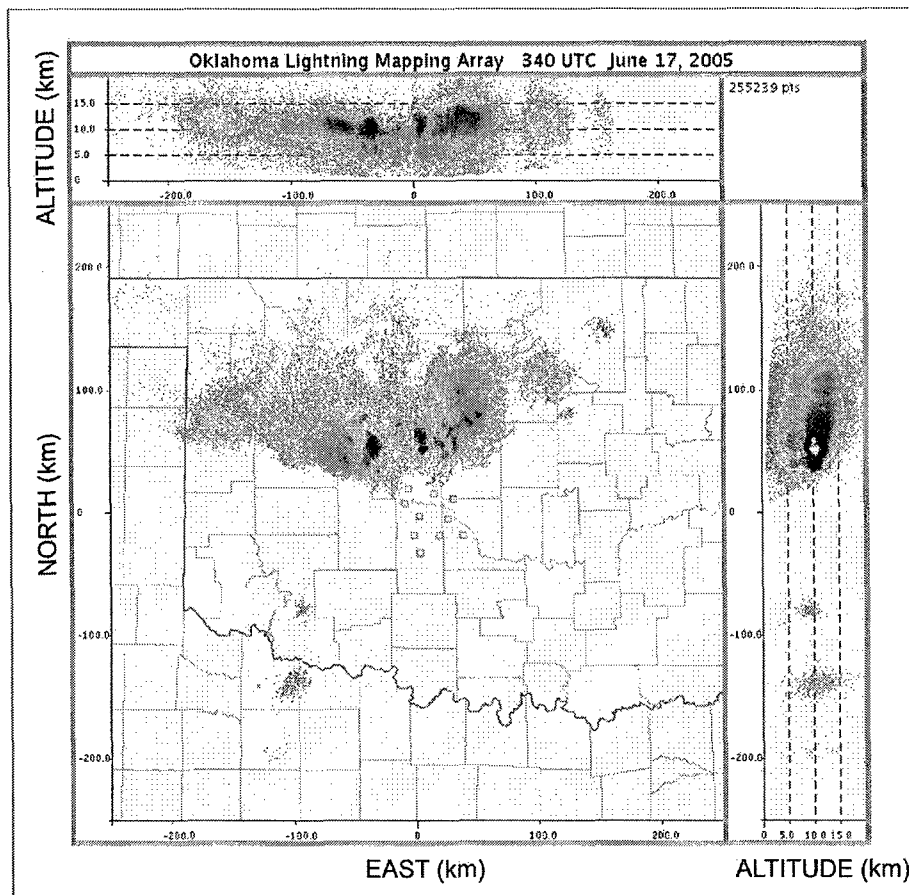 Oklahoma Lightning Mapping Array 340 UTC June 17, 2005
ALTITUDE (km)
15.0
10.0
5.0
0
-200.0 -100.0 0 100.0 200.0
255239 pts
NORTH (km)
200.0
100.0
0
-100.0
-200.0
-200.0 -100.0 0 100.0 200.0
EAST (km)
200.0
100.0
0
-100.0
-200.0
0 5.0 10.0 15.0
ALTITUDE (km)